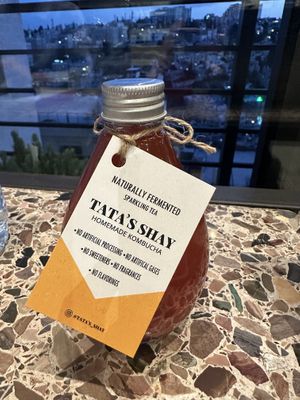 NATURALLY FERMENTED
SPARKLING TEA
TATA'S SHAY
HOMEMADE KOMBUCHA
•NO ARTIFICIAL PROCESSING •NO ARTIFICIAL GASES
•NO SWEETENERS •NO FRAGRANCES
•NO FLAVORINGS
@TATA'S_SHAY